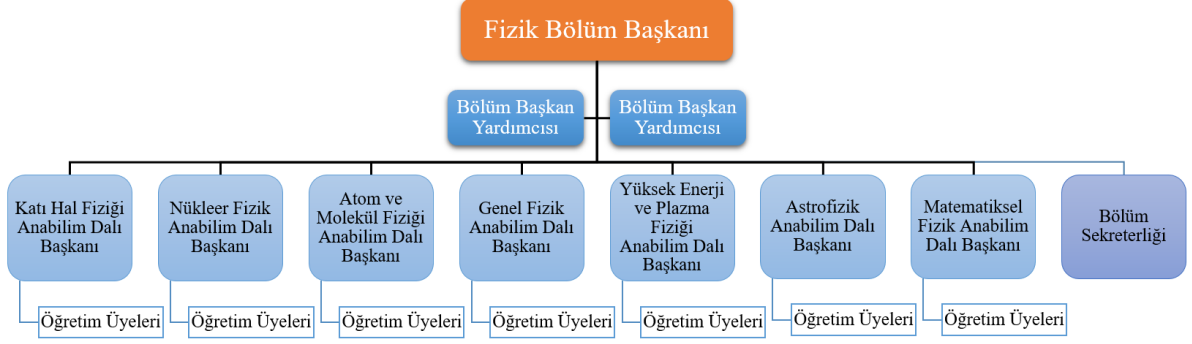 Fizik Bölüm Başkanı
Bölüm Başkan
Yardımcısı
Bölüm Başkan
Yardımcısı
Katı Hal Fiziği
Anabilim Dalı
Başkanı
Nükleer Fizik
Anabilim Dalı
Başkanı
Atom ve
Molekül Fiziği
Anabilim Dalı
Başkanı
Genel Fizik
Anabilim Dalı
Başkanı
Yüksek Enerji
ve Plazma
Fiziği
Anabilim Dalı
Başkanı
Astrofizik
Anabilim Dalı
Başkanı
Matematiksel
Fizik Anabilim
Dalı Başkanı
Bölüm
Sekreterliği
Öğretim Üyeleri
Öğretim Üyeleri
Öğretim Üyeleri
Öğretim Üyeleri
Öğretim Üyeleri
Öğretim Üyeleri
Öğretim Üyeleri